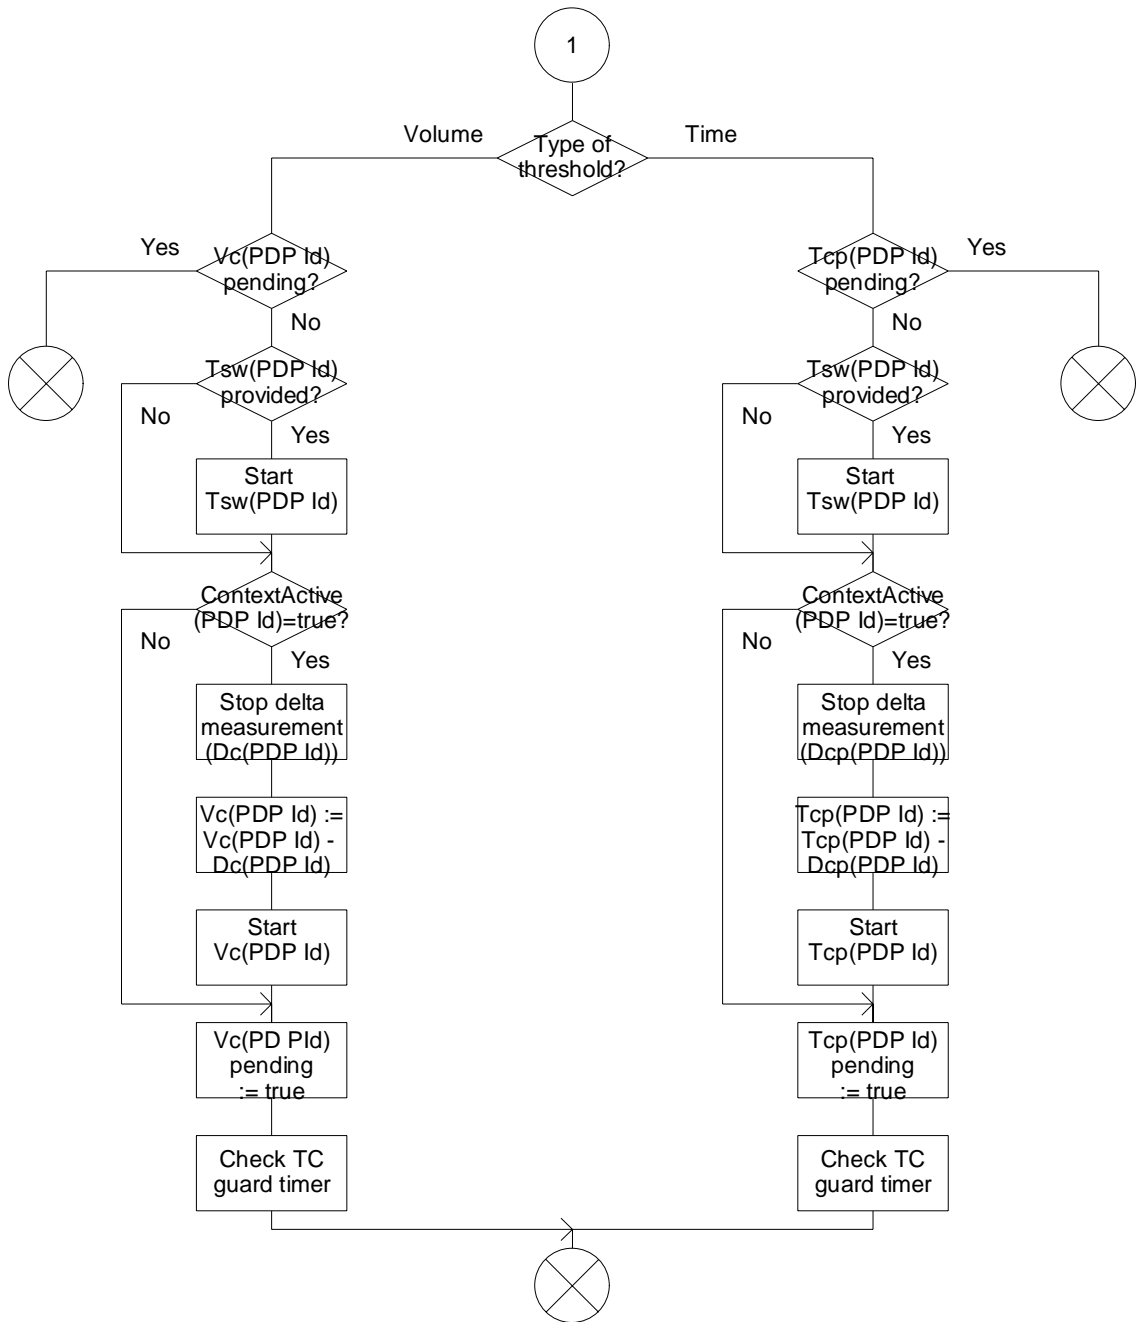 1
Volume
Type of
threshold?
Time
Yes
Vc(PDP Id)
pending?
Tcp(PDP Id)
pending?
Yes
No
No
Tsw(PDP Id)
provided?
Tsw(PDP Id)
provided?
No
Yes
No
Yes
Start
Tsw(PDP Id)
Start
Tsw(PDP Id)
ContextActive
(PDP Id)=true?
ContextActive
(PDP Id)=true?
No
Yes
No
Yes
Stop delta
measurement
(Dc(PDP Id))
Stop delta
measurement
(Dcp(PDP Id))
Vc(PDP Id) :=
Vc(PDP Id) -
Dc(PDP Id)
Tcp(PDP Id) :=
Tcp(PDP Id) -
Dcp(PDP Id)
Start
Vc(PDP Id)
Start
Tcp(PDP Id)
Vc(PD PId)
pending
:= true
Tcp(PDP Id)
pending
:= true
Check TC
guard timer
Check TC
guard timer